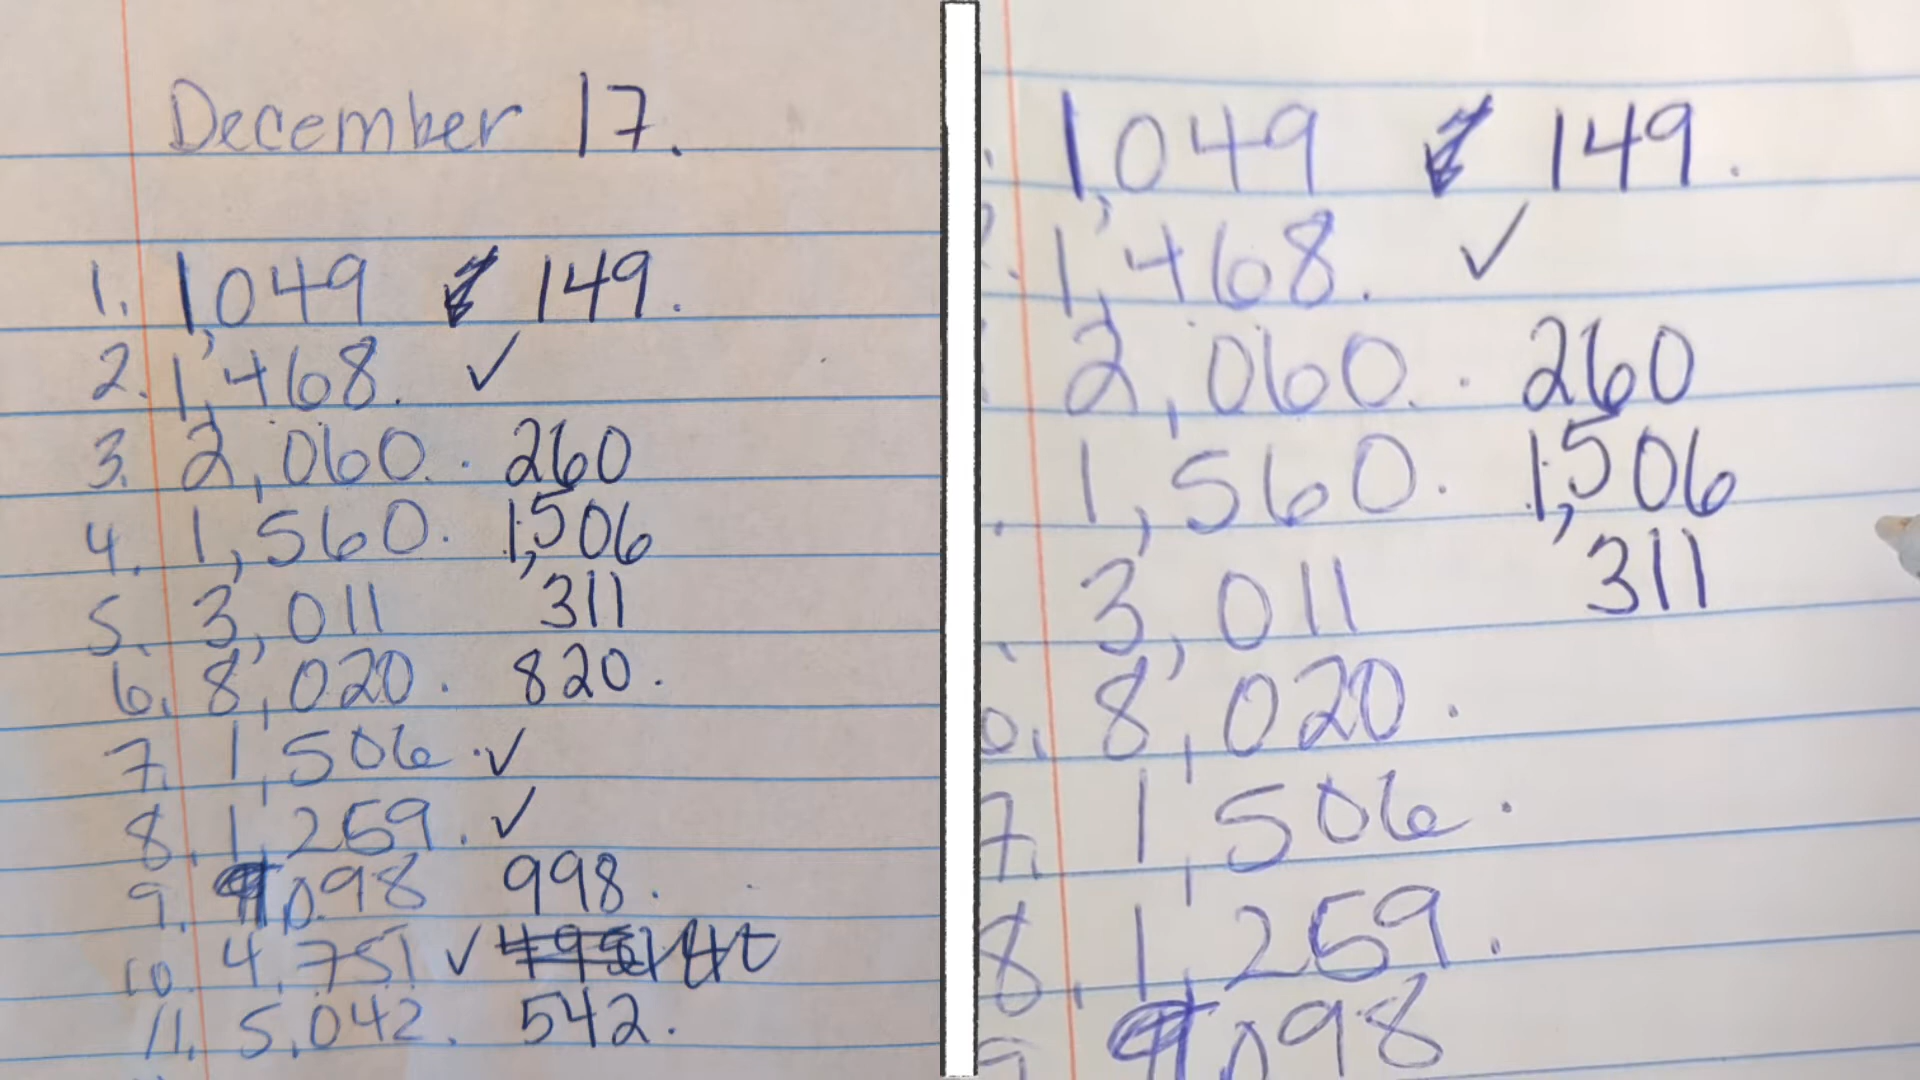 December 17.
1. 1,049 149.
2. 1,468. ✓
3. 2,060. 260
4. 1,560. 1,506
5. 3,011 311
6. 8,020. 820.
7. 1,506. ✓
8. 1,259. ✓
9. 9,098 998.
10. 4,751 ✓
11. 5,042. 542.
1,049 149.
1,468. ✓
2,060. 260
1,560. 1,506
3,011 311
8,020.
7. 1,506.
8. 1,259.
9 9,098